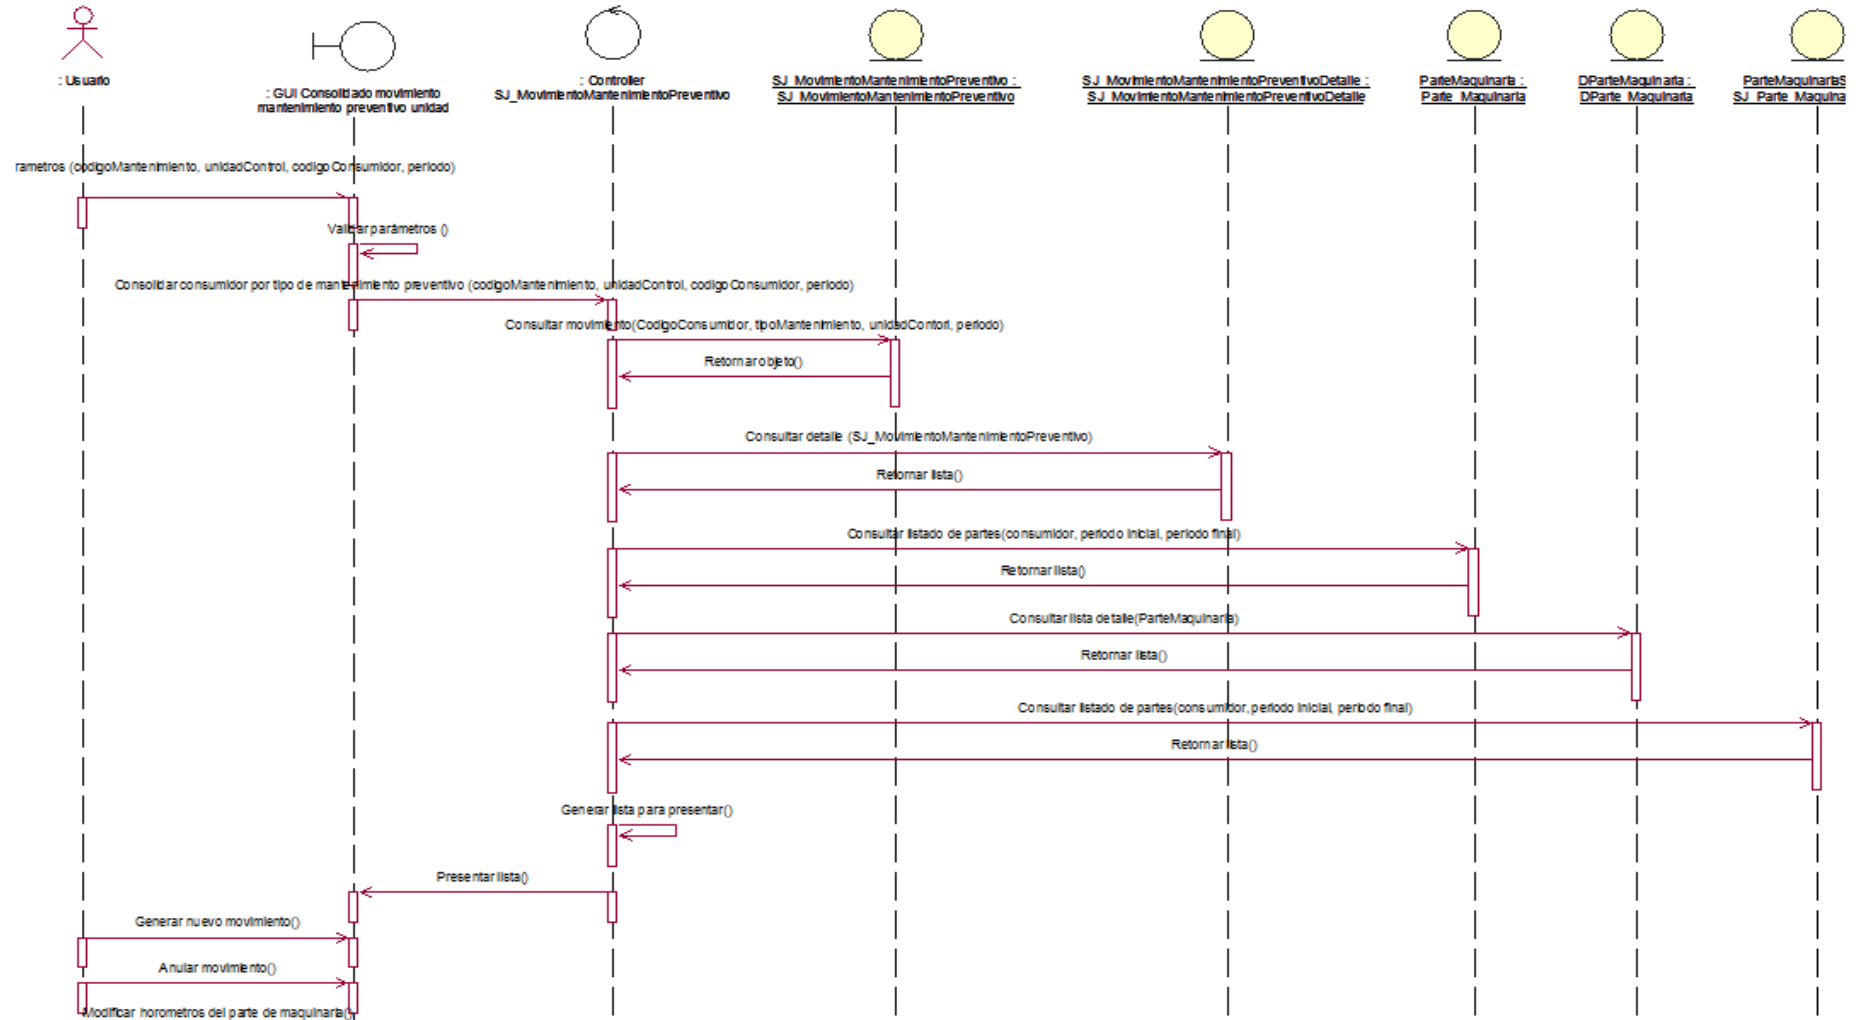 : Usuario
: GUI Consolidado movimiento
mantenimiento preventivo unidad
: Controller
SJ_MovimientoMantenimientoPreventivo
SJ_MovimientoMantenimientoPreventivo :
SJ_MovimientoMantenimientoPreventivo
SJ_MovimientoMantenimientoPreventivoDetalle :
SJ_MovimientoMantenimientoPreventivoDetalle
ParteMaquinaria :
Parte_Maquinaria
DParteMaquinaria :
DParte_Maquinaria
ParteMaquinariaS
SJ_Parte_Maquina
rametros (codigoMantenimiento, unidadControl, codigoConsumidor, periodo)
Validar parámetros ()
Consolidar consumidor por tipo de mantenimiento preventivo (codigoMantenimiento, unidadControl, codigoConsumidor, periodo)
Consultar movimiento(CodigoConsumidor, tipoMantenimiento, unidadContorl, periodo)
Retornar objeto()
Consultar detalle (SJ_MovimientoMantenimientoPreventivo)
Retornar lista()
Consultar listado de partes(consumidor, periodo inicial, periodo final)
Retornar lista()
Consultar lista detalle(ParteMaquinaria)
Retornar lista()
Consultar listado de partes(consumidor, periodo inicial, periodo final)
Retornar lista()
Generar lista para presentar()
Presentar lista()
Generar nuevo movimiento()
Anular movimiento()
Modificar horometros del parte de maquinaria()